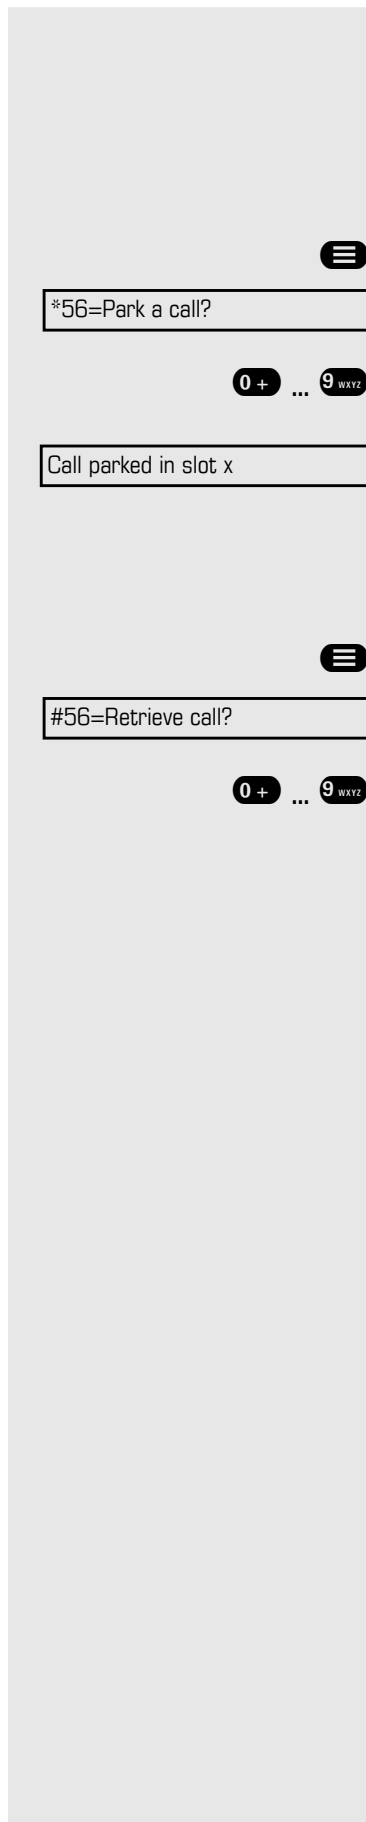 *56=Park a call?
0 + ... 9 WXYZ
Call parked in slot x
#56=Retrieve call?
0 + ... 9 WXYZ